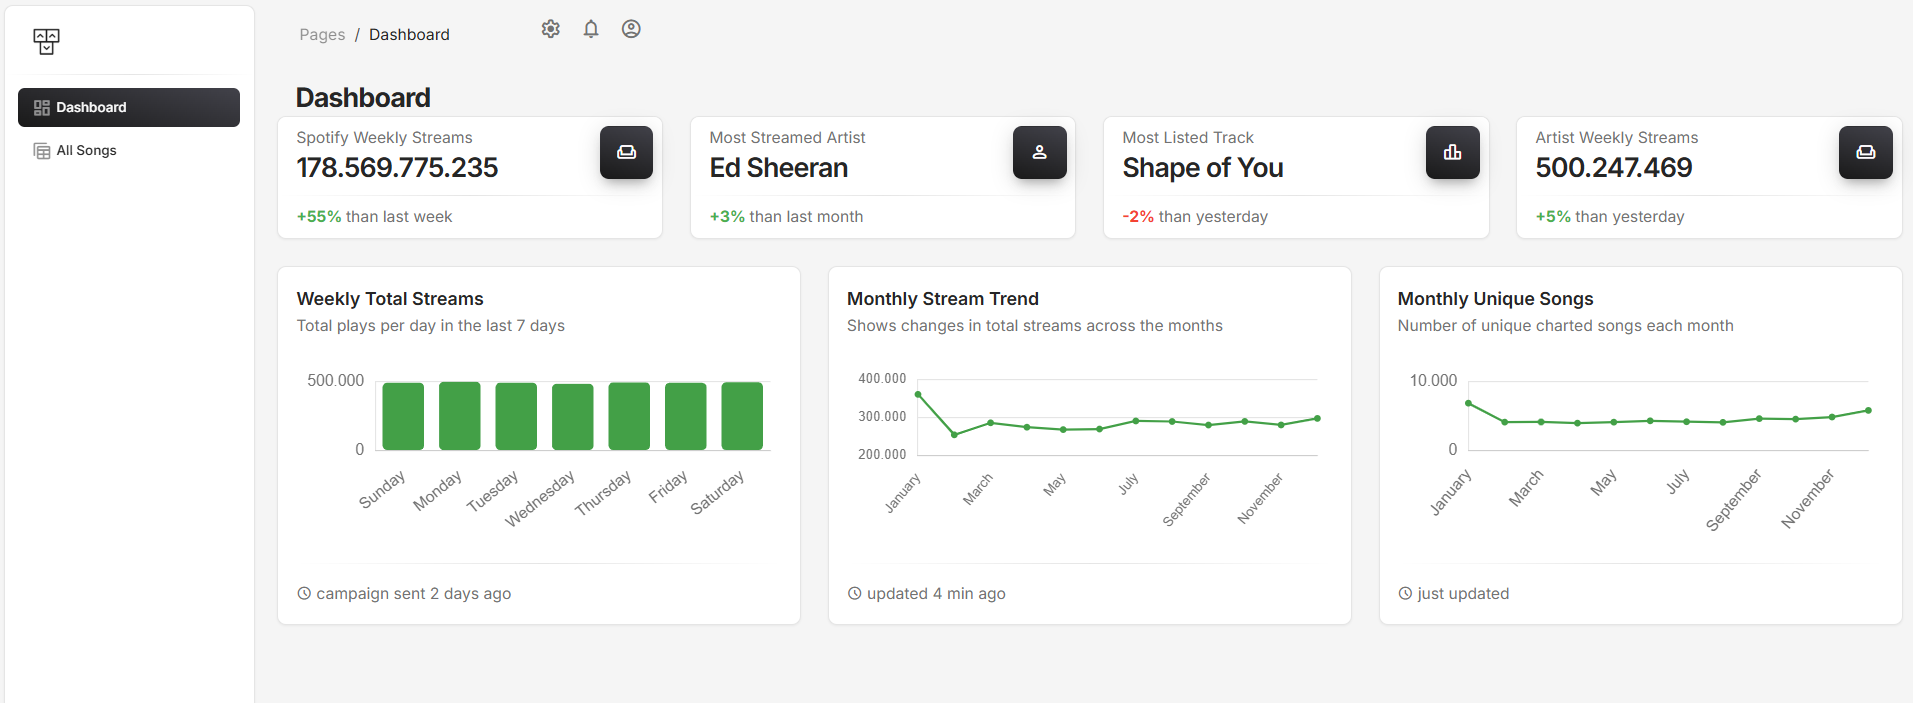 Pages / Dashboard
Dashboard
All Songs
Dashboard
Spotify Weekly Streams
178.569.775.235
+55% than last week
Most Streamed Artist
Ed Sheeran
+3% than last month
Most Listed Track
Shape of You
-2% than yesterday
Artist Weekly Streams
500.247.469
+5% than yesterday
Weekly Total Streams
Total plays per day in the last 7 days
500.000
0
Sunday
Monday
Tuesday
Wednesday
Thursday
Friday
Saturday
campaign sent 2 days ago
Monthly Stream Trend
Shows changes in total streams across the months
400.000
300.000
200.000
January
March
May
July
September
November
updated 4 min ago
Monthly Unique Songs
Number of unique charted songs each month
10.000
0
January
March
May
July
September
November
just updated